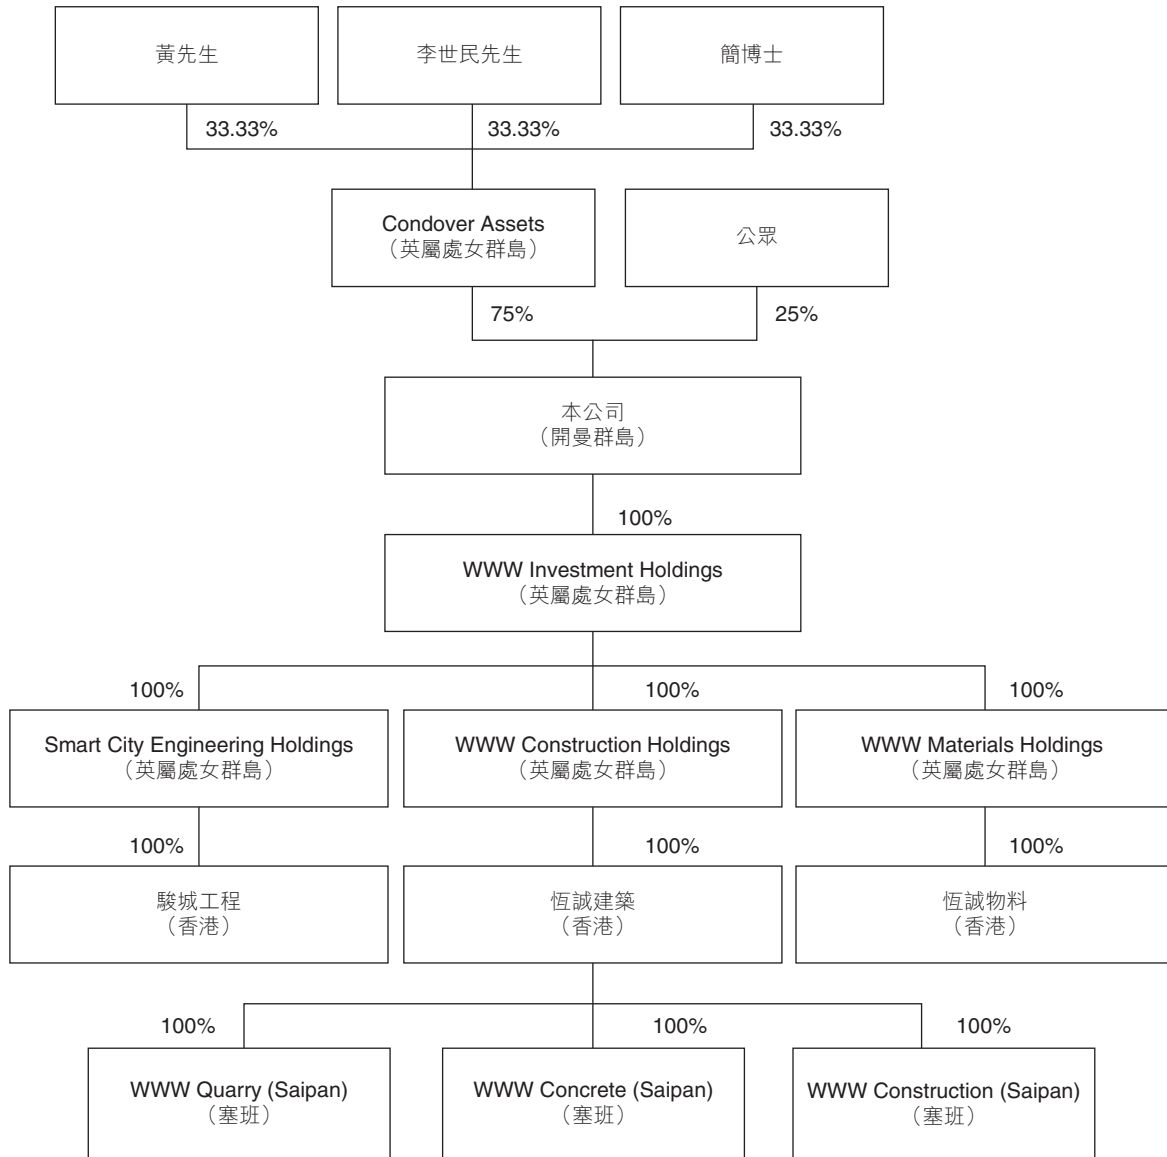 黃先生
李世民先生
簡博士
33.33%
33.33%
33.33%
Condover Assets
（英屬處女群島）
公眾
75%
25%
本公司
（開曼群島）
100%
WWW Investment Holdings
（英屬處女群島）
100%
100%
100%
Smart City Engineering Holdings
（英屬處女群島）
WWW Construction Holdings
（英屬處女群島）
WWW Materials Holdings
（英屬處女群島）
100%
100%
100%
駿城工程
（香港）
恆誠建築
（香港）
恆誠物料
（香港）
100%
100%
100%
WWW Quarry (Saipan)
（塞班）
WWW Concrete (Saipan)
（塞班）
WWW Construction (Saipan)
（塞班）